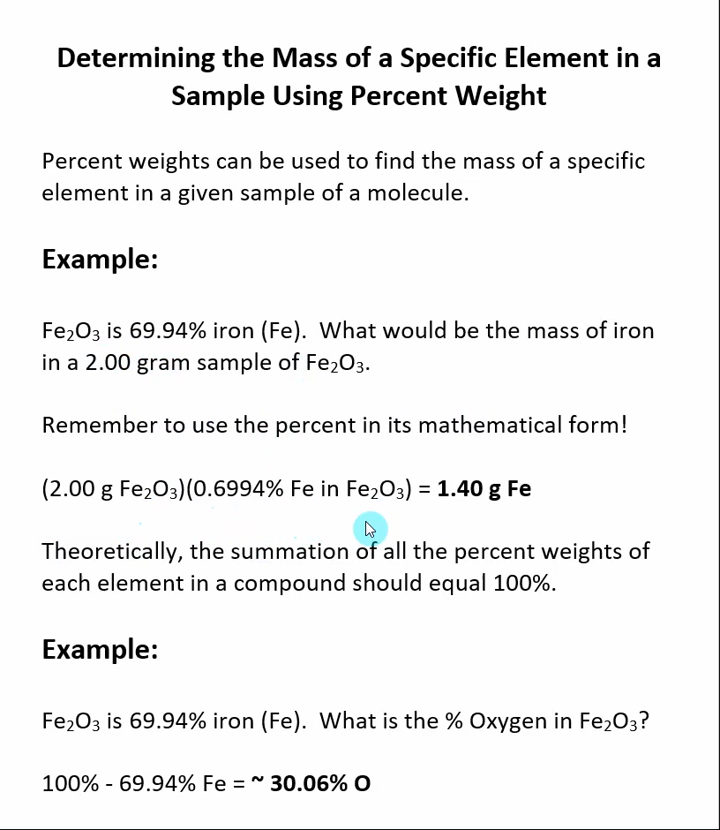 Determining the Mass of a Specific Element in a
Sample Using Percent Weight
Percent weights can be used to find the mass of a specific
element in a given sample of a molecule.
Example:
Fe₂O₃ is 69.94% iron (Fe).  What would be the mass of iron
in a 2.00 gram sample of Fe₂O₃.
Remember to use the percent in its mathematical form!
(2.00 g Fe₂O₃)(0.6994% Fe in Fe₂O₃) = 1.40 g Fe
Theoretically, the summation of all the percent weights of
each element in a compound should equal 100%.
Example:
Fe₂O₃ is 69.94% iron (Fe).  What is the % Oxygen in Fe₂O₃?
100% - 69.94% Fe = ~ 30.06% O